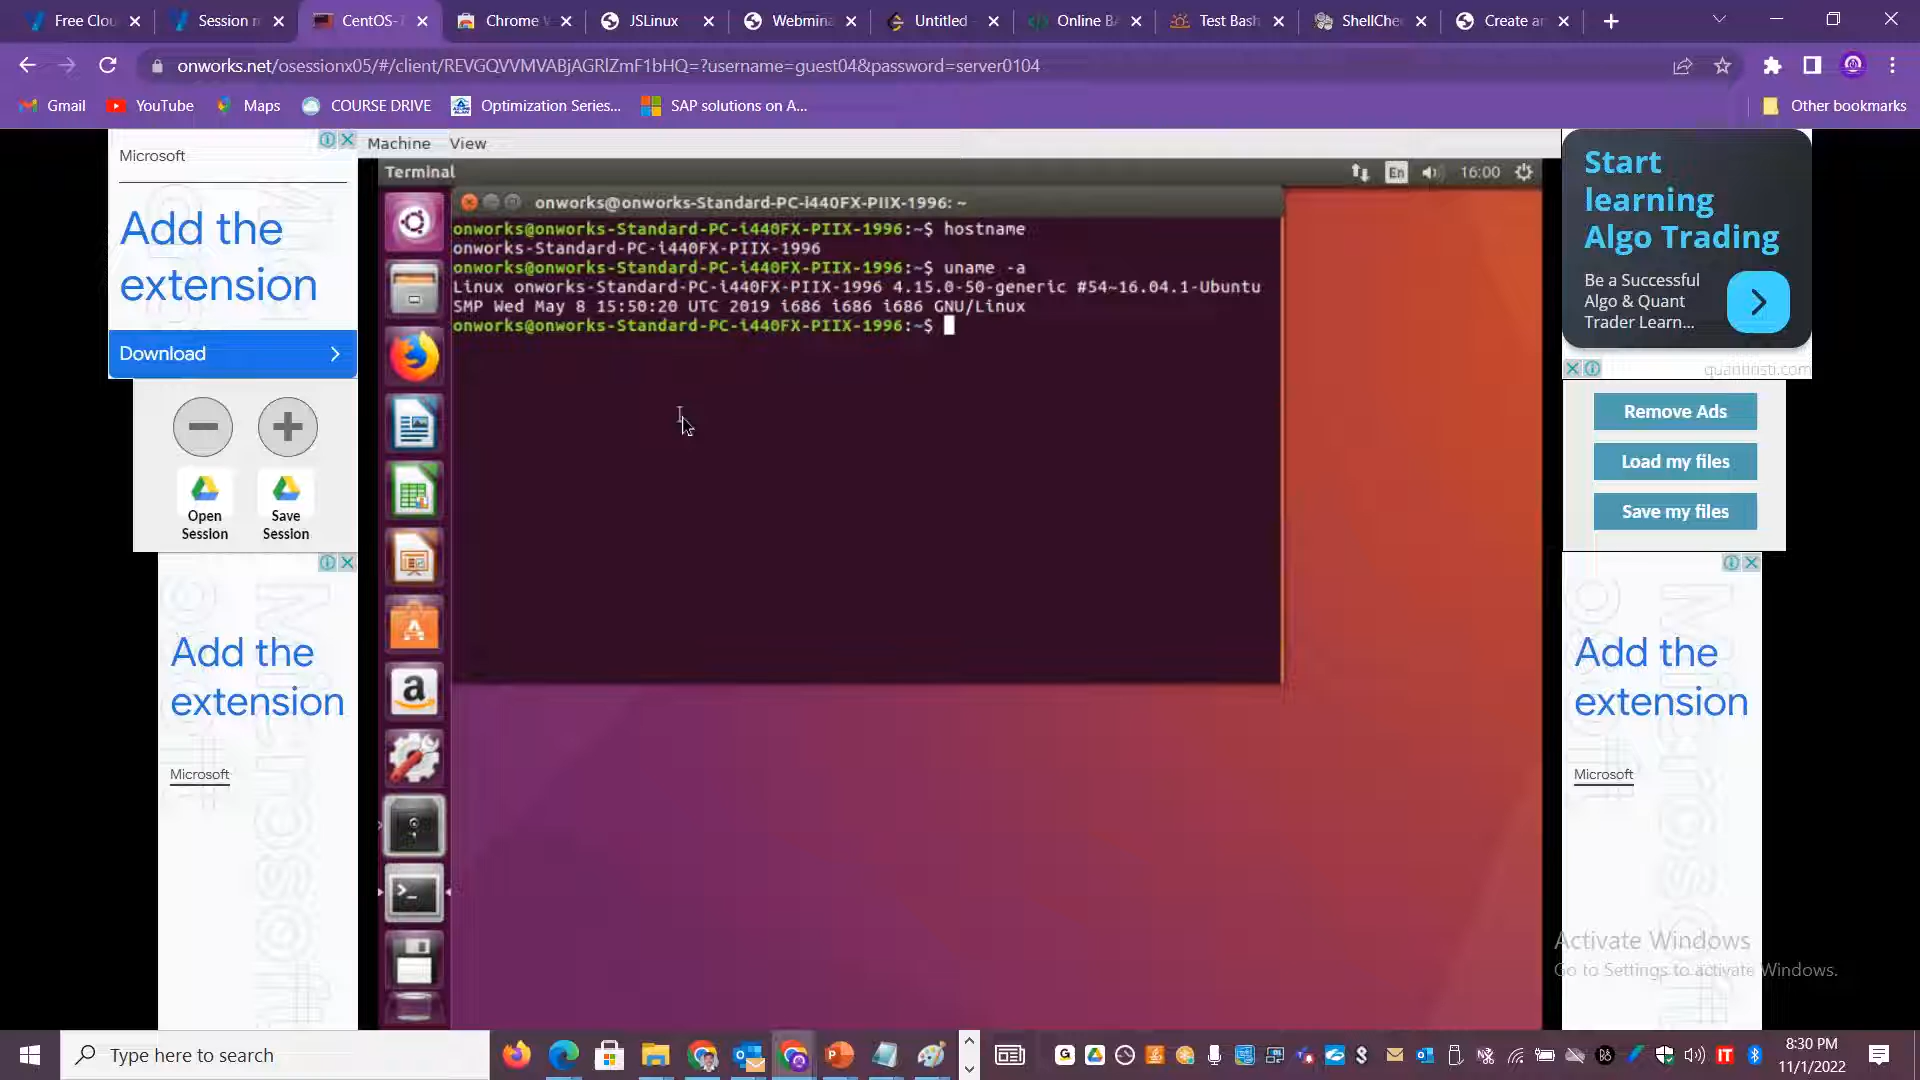 Free Clou
Session m
CentOS-7
Chrome W
JSLinux
Webmina
Untitled
Online BA
Test Bash
ShellChec
Create an
onworks.net/osessionx05/#/client/REVGQVVMVABjAGRlZmF1bHQ=?username=guest04&password=server0104
Gmail
YouTube
Maps
COURSE DRIVE
Optimization Series...
SAP solutions on A...
Other bookmarks
Microsoft
Add the
extension
Download
Open
Session
Save
Session
Add the
extension
Microsoft
Machine View
Terminal
En
16:00
onworks@onworks-Standard-PC-i440FX-PIIX-1996: ~
onworks@onworks-Standard-PC-i440FX-PIIX-1996:~$ hostname
onworks-Standard-PC-i440FX-PIIX-1996
onworks@onworks-Standard-PC-i440FX-PIIX-1996:~$ uname -a
Linux onworks-Standard-PC-i440FX-PIIX-1996 4.15.0-50-generic #54~16.04.1-Ubuntu
SMP Wed May 8 15:50:20 UTC 2019 i686 i686 i686 GNU/Linux
onworks@onworks-Standard-PC-i440FX-PIIX-1996:~$
Start
learning
Algo Trading
Be a Successful
Algo & Quant
Trader Learn...
quantinsti.com
Remove Ads
Load my files
Save my files
Add the
extension
Microsoft
Activate Windows
Go to Settings to activate Windows.
Type here to search
8:30 PM
11/1/2022